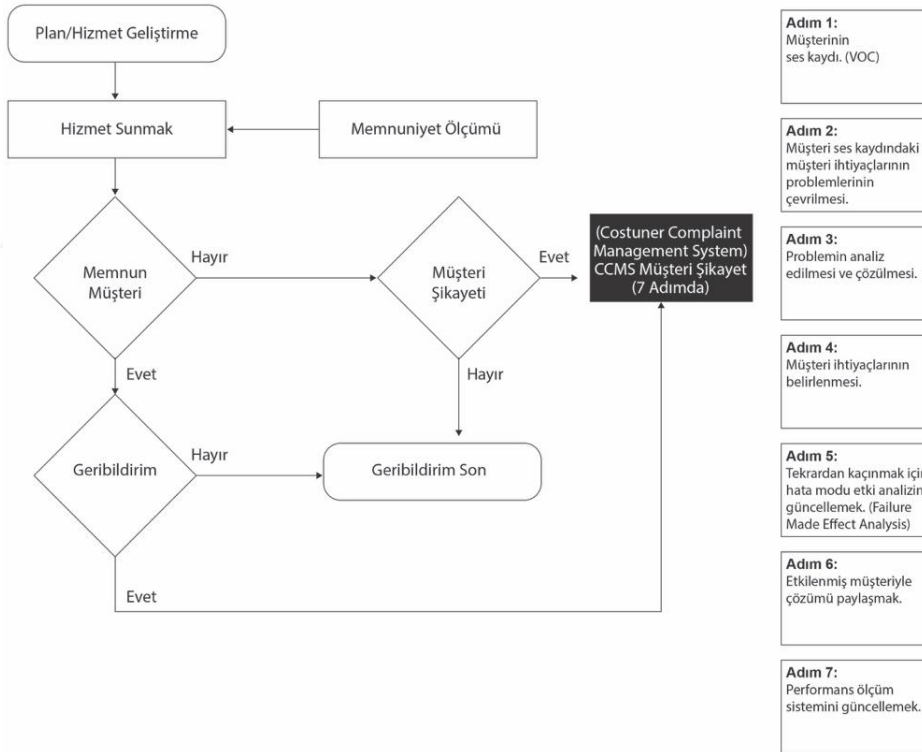 Plan/Hizmet Geliştirme
Hizmet Sunmak
Memnuniyet Ölçümü
Memnun
Müşteri
Hayır
Müşteri
Şikayeti
Evet
(Costuner Complaint
Management System)
CCMS Müşteri Şikayet
(7 Adımda)
Evet
Hayır
Geribildirim
Hayır
Geribildirim Son
Evet
Adım 1:
Müşterinin
ses kaydı. (VOC)
Adım 2:
Müşteri ses kaydındaki
müşteri ihtiyaçlarının
problemlerinin
çevrilmesi.
Adım 3:
Problemin analiz
edilmesi ve çözülmesi.
Adım 4:
Müşteri ihtiyaçlarının
belirlenmesi.
Adım 5:
Tekrardan kaçınmak
hata modu etki
güncellemek. (Failure
Made Effect Analysis)
Adım 6:
Etkilenmiş müşteriyle
çözümü paylaşmak.
Adım 7:
Performans ölçüm
sistemini güncellemek.